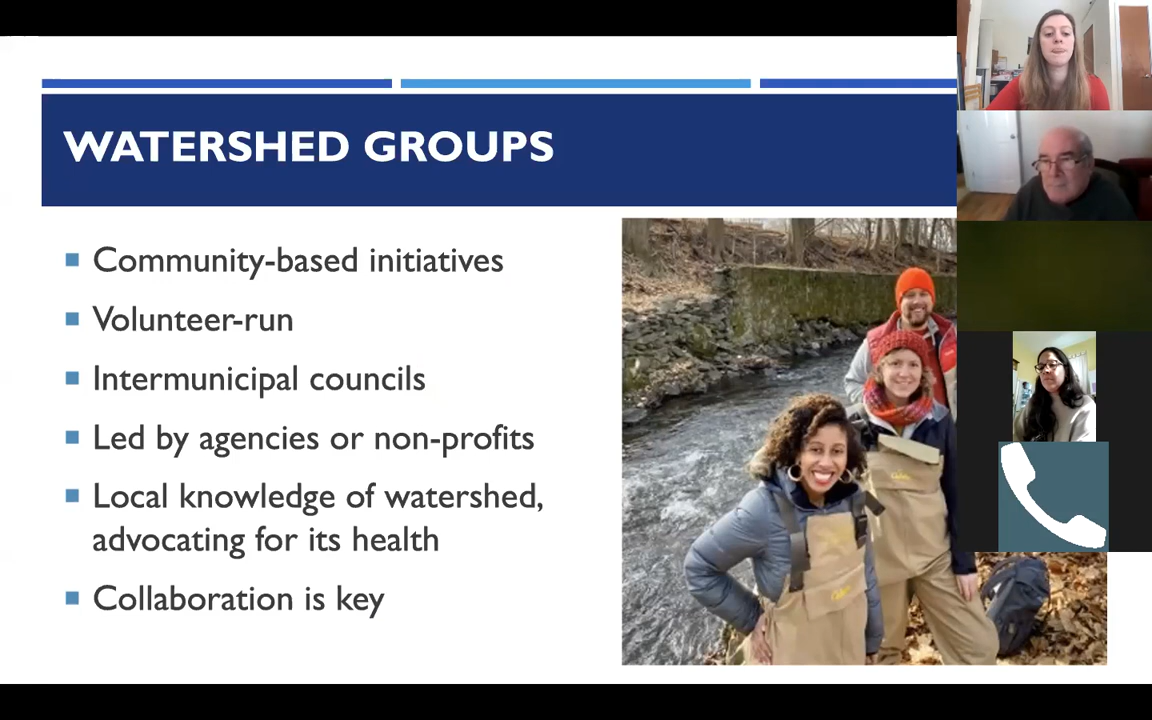 WATERSHED GROUPS
Community-based initiatives
Volunteer-run
Intermunicipal councils
Led by agencies or non-profits
Local knowledge of watershed,
advocating for its health
Collaboration is key